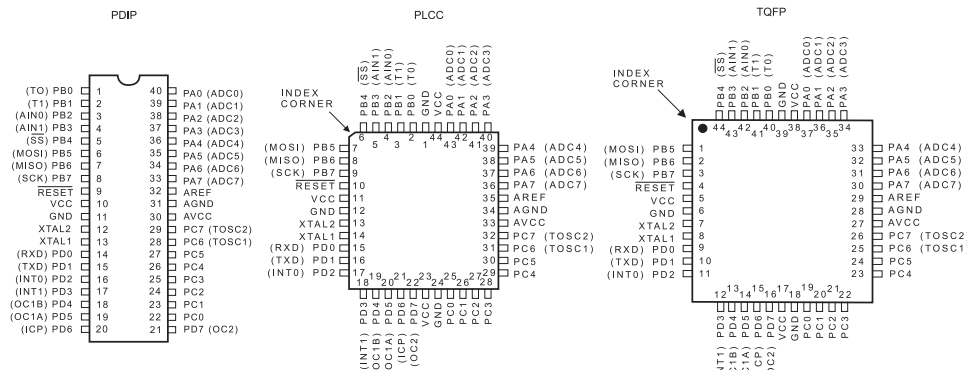 PDIP
(TO) PB0 1 40 PA0 (ADC0)
(T1) PB1 2 39 PA1 (ADC1)
(AIN0) PB2 3 38 PA2 (ADC2)
(AIN1) PB3 4 37 PA3 (ADC3)
(SS) PB4 5 36 PA4 (ADC4)
(MOSI) PB5 6 35 PA5 (ADC5)
(MISO) PB6 7 34 PA6 (ADC6)
(SCK) PB7 8 33 PA7 (ADC7)
RESET 9 32 AREF
VCC 10 31 AGND
GND 11 30 AVCC
XTAL2 12 29 PC7 (TOSC2)
XTAL1 13 28 PC6 (TOSC1)
(RXD) PD0 14 27 PC5
(TXD) PD1 15 26 PC4
(INT0) PD2 16 25 PC3
(INT1) PD3 17 24 PC2
(OC1B) PD4 18 23 PC1
(OC1A) PD5 19 22 PC0
(ICP) PD6 20 21 PD7 (OC2)
PLCC
INDEX
CORNER
PB4 (SS)
PB3 (AIN1)
PB2 (AIN0)
PB1 (T1)
PB0 (T0)
GND
VCC
PA0 (ADC0)
PA1 (ADC1)
PA2 (ADC2)
PA3 (ADC3)
6 5 4 3 2 1 44 43 42 41 40
(MOSI) PB5 7 39 PA4 (ADC4)
(MISO) PB6 8 38 PA5 (ADC5)
(SCK) PB7 9 37 PA6 (ADC6)
RESET 10 36 PA7 (ADC7)
VCC 11 35 AREF
GND 12 34 AGND
XTAL2 13 33 AVCC
XTAL1 14 32 PC7 (TOSC2)
(RXD) PD0 15 31 PC6 (TOSC1)
(TXD) PD1 16 30 PC5
(INT0) PD2 17 29 PC4
18 19 20 21 22 23 24 25 26 27 28
(INT1) PD3
OC1B) PD4
OC1A) PD5
(ICP) PD6
(OC2) PD7
VCC
GND
PC0
PC1
PC2
PC3
TQFP
INDEX
CORNER
PB4 (SS)
PB3 (AIN1)
PB2 (AIN0)
PB1 (T1)
PB0 (T0)
GND
VCC
PA0 (ADC0)
PA1 (ADC1)
PA2 (ADC2)
PA3 (ADC3)
44 43 42 41 40 39 38 37 36 35 34
(MOSI) PB5 1 33 PA4 (ADC4)
(MISO) PB6 2 32 PA5 (ADC5)
(SCK) PB7 3 31 PA6 (ADC6)
RESET 4 30 PA7 (ADC7)
VCC 5 29 AREF
GND 6 28 AGND
XTAL2 7 27 AVCC
XTAL1 8 26 PC7 (TOSC2
(RXD) PD0 9 25 PC6 (TOSC1
(TXD) PD1 10 24 PC5
(INT0) PD2 11 23 PC4
12 13 14 15 16 17 18 19 20 21 22
NT1) PD3
C1B) PD4
C1A) PD5
CP) PD6
OC2) PD7
VCC
GND
PC0
PC1
PC2
PC3